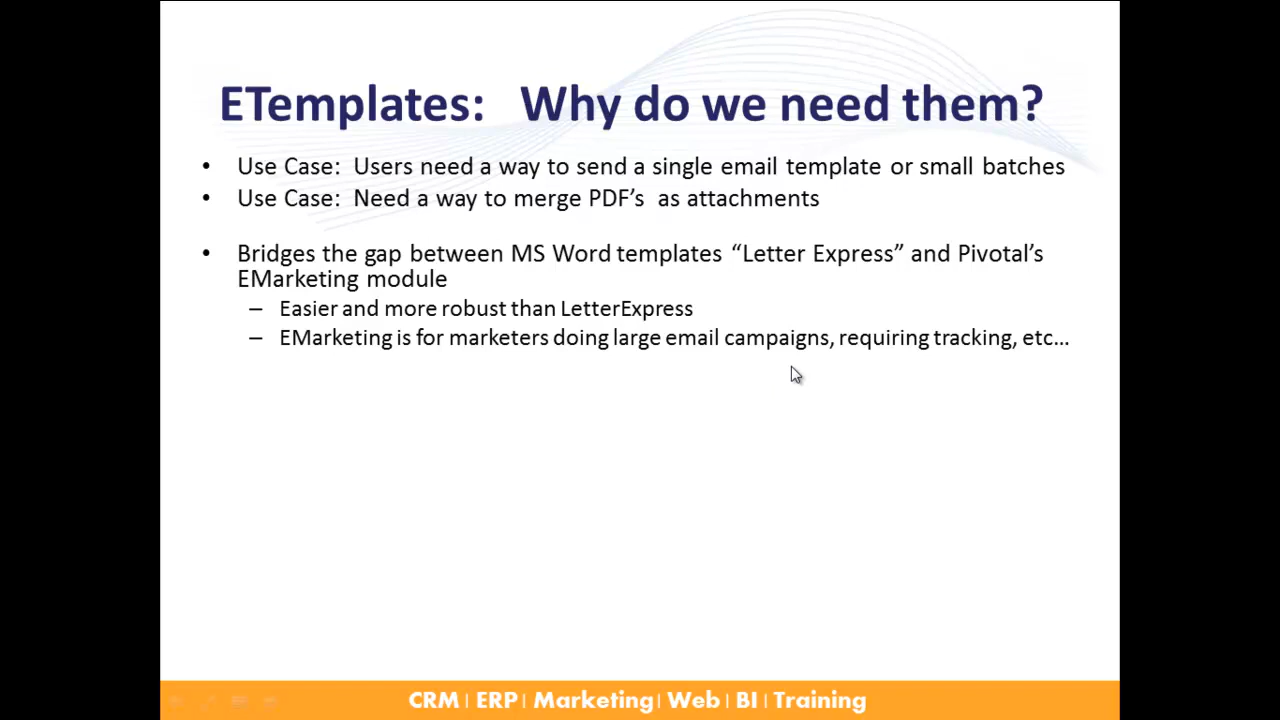 ETemplates: Why do we need them?
• Use Case: Users need a way to send a single email template or small batches
• Use Case: Need a way to merge PDF's as attachments
• Bridges the gap between MS Word templates “Letter Express” and Pivotal's
EMarketing module
– Easier and more robust than LetterExpress
– EMarketing is for marketers doing large email campaigns, requiring tracking, etc...
CRM | ERP | Marketing | Web | BI | Training